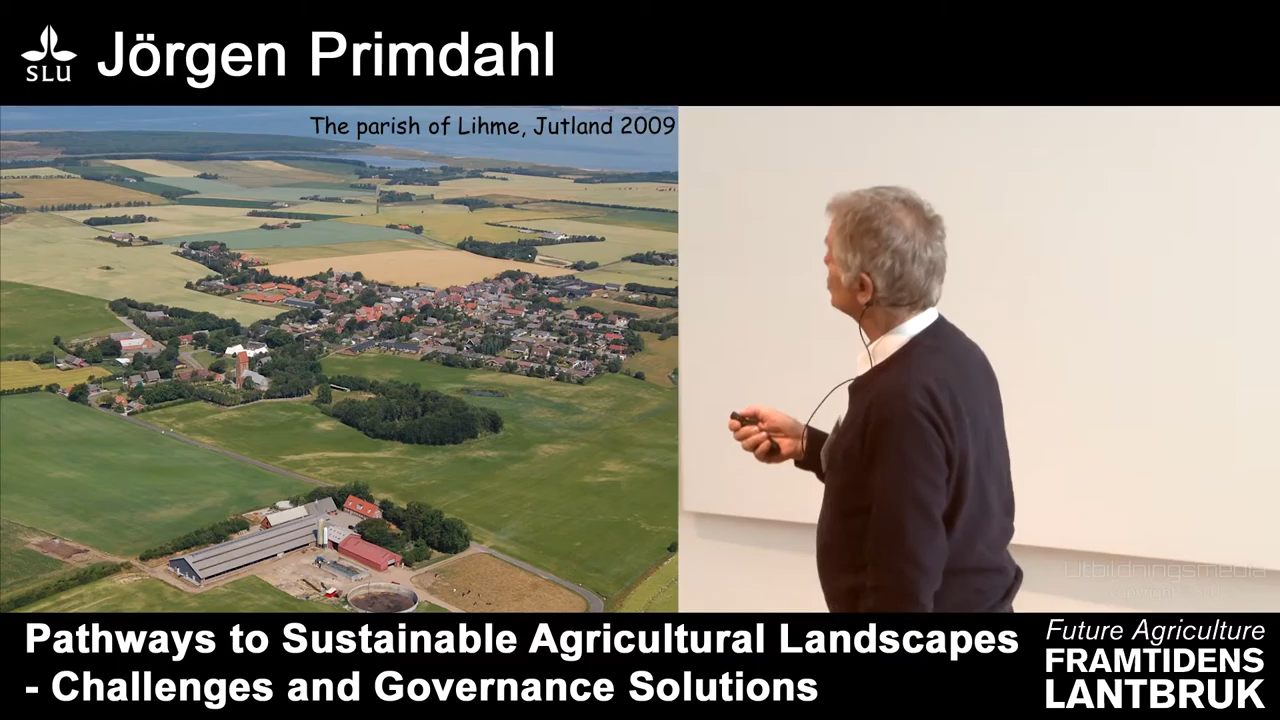 SLU
Jörgen Primdahl
The parish of Lihme, Jutland 2009
Utbildningsmedia
Pathways to Sustainable Agricultural Landscapes
- Challenges and Governance Solutions
Future Agriculture
FRAMTIDENS
LANTBRUK